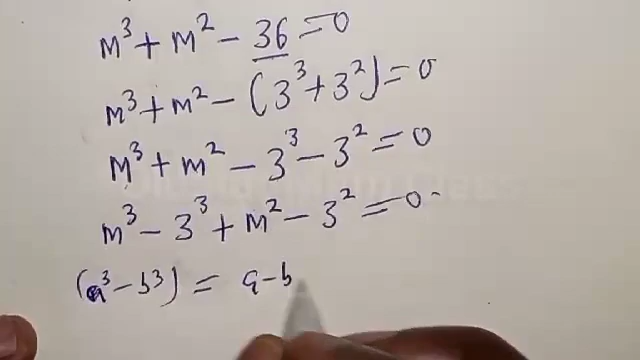 m³ + m² - 36 = 0
m³ + m² - (3³ + 3²) = 0
m³ + m² - 3³ - 3² = 0
m³ - 3³ + m² - 3² = 0
(a³ - b³) = a - b